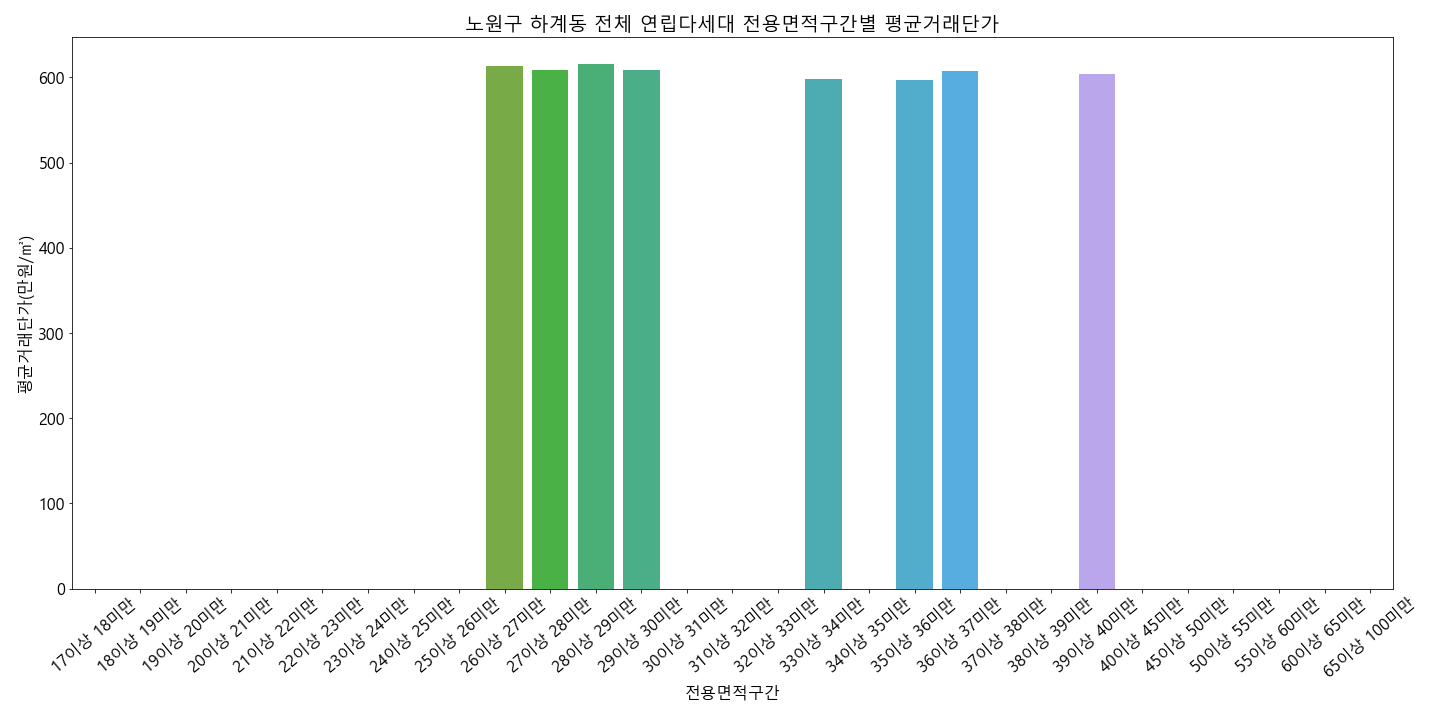 노원구 하계동 전체 연립다세대 전용면적구간별 평균거래단가
평균거래단가(만원/㎡)
600
500
400
300
200
100
0
17이상 18미만
18이상 19미만
19이상 20미만
20이상 21미만
21이상 22미만
22이상 23미만
23이상 24미만
24이상 25미만
25이상 26미만
26이상 27미만
27이상 28미만
28이상 29미만
29이상 30미만
30이상 31미만
31이상 32미만
32이상 33미만
33이상 34미만
34이상 35미만
35이상 36미만
36이상 37미만
37이상 38미만
38이상 39미만
39이상 40미만
40이상 45미만
45이상 50미만
50이상 55미만
55이상 60미만
60이상 65미만
65이상 100미만
전용면적구간